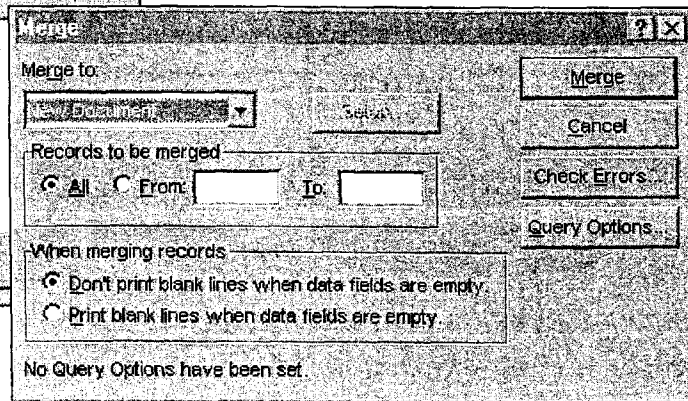 Merge
Merge to:
New Document
Setup...
Merge
Cancel
Records to be merged
All From: To:
Check Errors...
Query Options...
When merging records
Don't print blank lines when data fields are empty.
Print blank lines when data fields are empty.
No Query Options have been set.